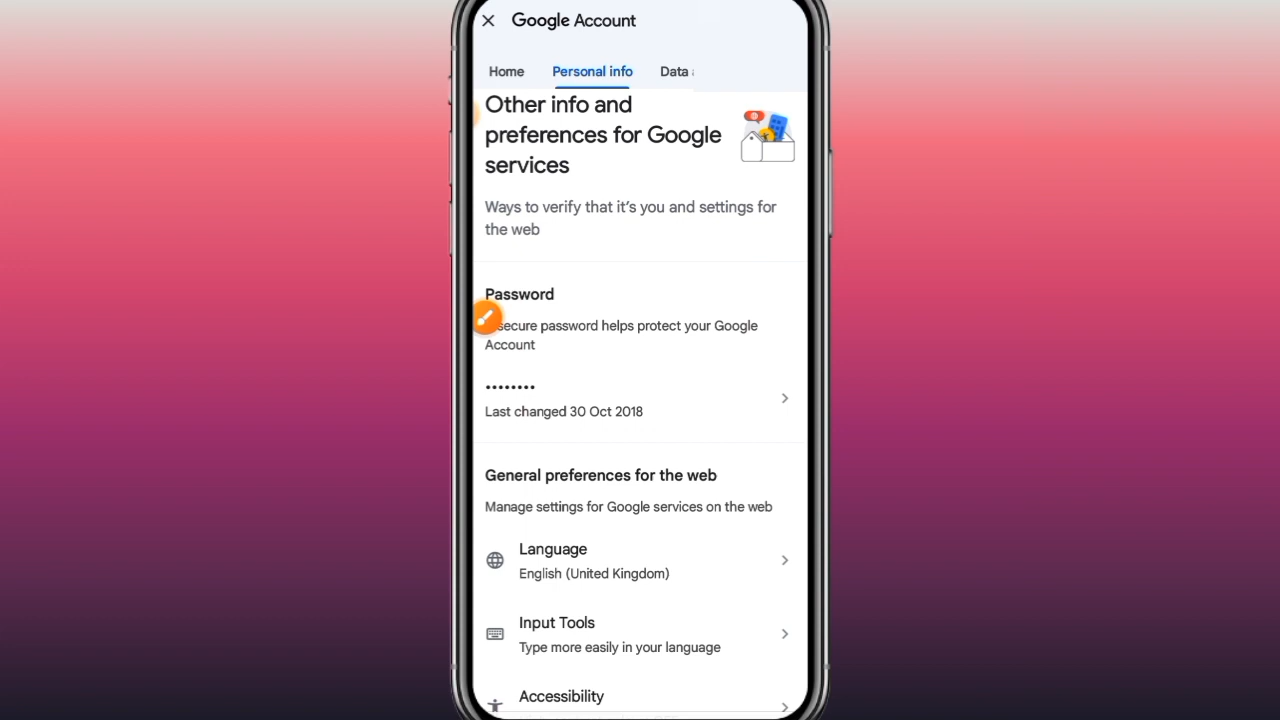 Google Account
Home Personal info Data
Other info and
preferences for Google
services
Ways to verify that it's you and settings for
the web
Password
secure password helps protect your Google
Account
••••••••
Last changed 30 Oct 2018
General preferences for the web
Manage settings for Google services on the web
Language
English (United Kingdom)
Input Tools
Type more easily in your language
Accessibility